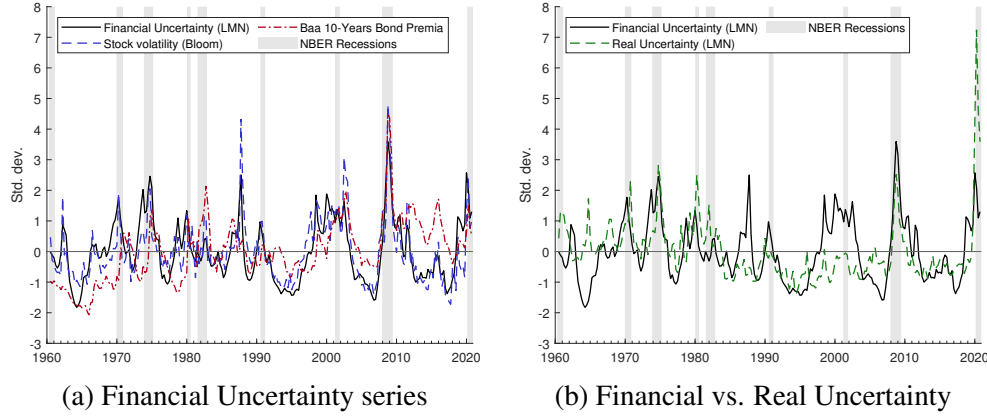 Financial Uncertainty (LMN)
Stock volatility (Bloom)
Baa 10-Years Bond Premia
NBER Recessions
Std. dev.
8
7
6
5
4
3
2
1
0
-1
-2
-3
1960 1970 1980 1990 2000 2010 2020
(a) Financial Uncertainty series
Financial Uncertainty (LMN)
Real Uncertainty (LMN)
NBER Recessions
Std. dev.
8
7
6
5
4
3
2
1
0
-1
-2
-3
1960 1970 1980 1990 2000 2010 2020
(b) Financial vs. Real Uncertainty